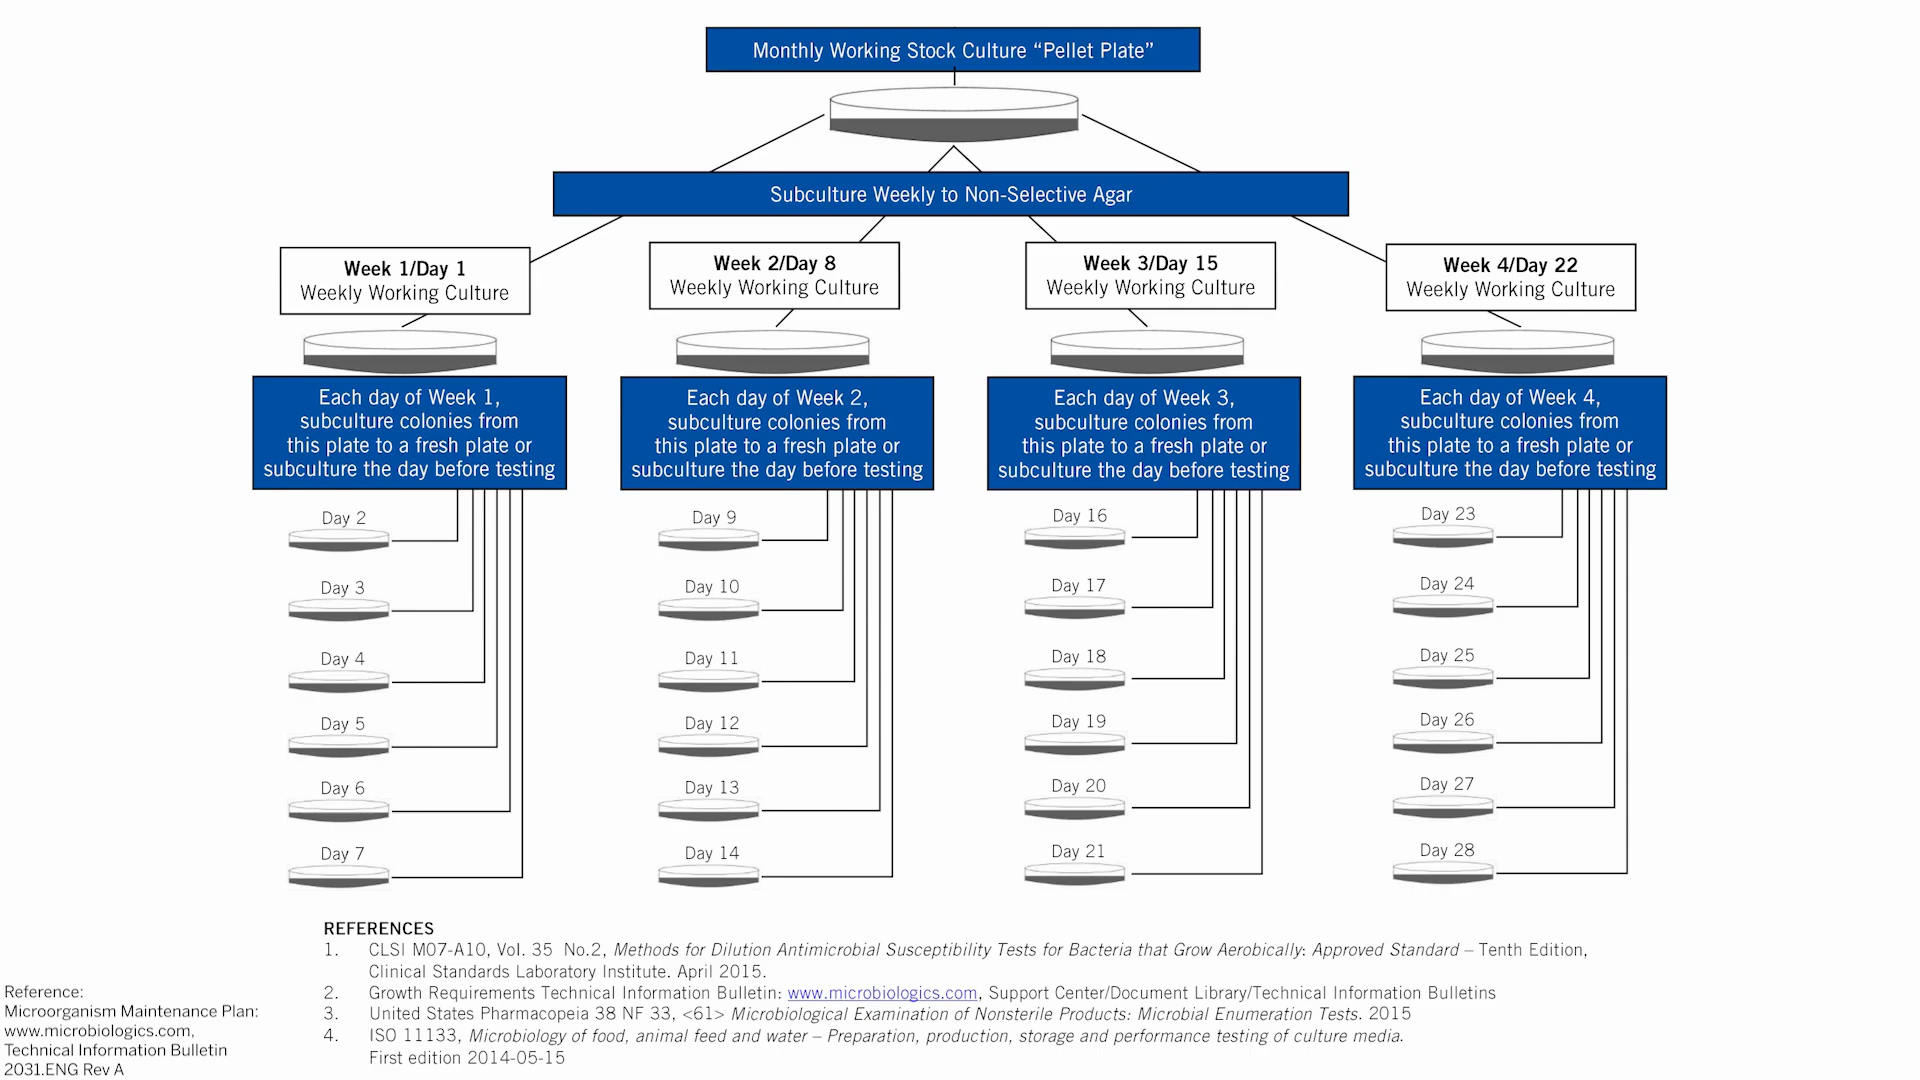 Monthly Working Stock Culture “Pellet Plate”
Subculture Weekly to Non-Selective Agar
Week 1/Day 1
Weekly Working Culture
Week 2/Day 8
Weekly Working Culture
Week 3/Day 15
Weekly Working Culture
Week 4/Day 22
Weekly Working Culture
Each day of Week 1,
subculture colonies from
this plate to a fresh plate or
subculture the day before testing
Each day of Week 2,
subculture colonies from
this plate to a fresh plate or
subculture the day before testing
Each day of Week 3,
subculture colonies from
this plate to a fresh plate or
subculture the day before testing
Each day of Week 4,
subculture colonies from
this plate to a fresh plate or
subculture the day before testing
Day 2
Day 3
Day 4
Day 5
Day 6
Day 7
Day 9
Day 10
Day 11
Day 12
Day 13
Day 14
Day 16
Day 17
Day 18
Day 19
Day 20
Day 21
Day 23
Day 24
Day 25
Day 26
Day 27
Day 28
REFERENCES
1. CLSI M07-A10, Vol. 35 No.2, Methods for Dilution Antimicrobial Susceptibility Tests for Bacteria that Grow Aerobically: Approved Standard – Tenth Edition,
Clinical Standards Laboratory Institute. April 2015.
2. Growth Requirements Technical Information Bulletin: www.microbiologics.com, Support Center/Document Library/Technical Information Bulletins
3. United States Pharmacopeia 38 NF 33, <61> Microbiological Examination of Nonsterile Products: Microbial Enumeration Tests. 2015
4. ISO 11133, Microbiology of food, animal feed and water – Preparation, production, storage and performance testing of culture media.
First edition 2014-05-15
Reference:
Microorganism Maintenance Plan:
www.microbiologics.com,
Technical Information Bulletin
2031.ENG Rev A